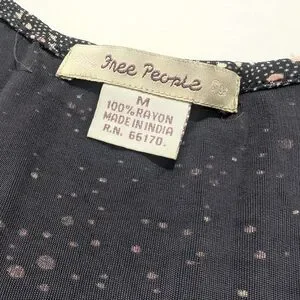 Free People
M
100% RAYON
MADE IN INDIA
R.N. 66170.